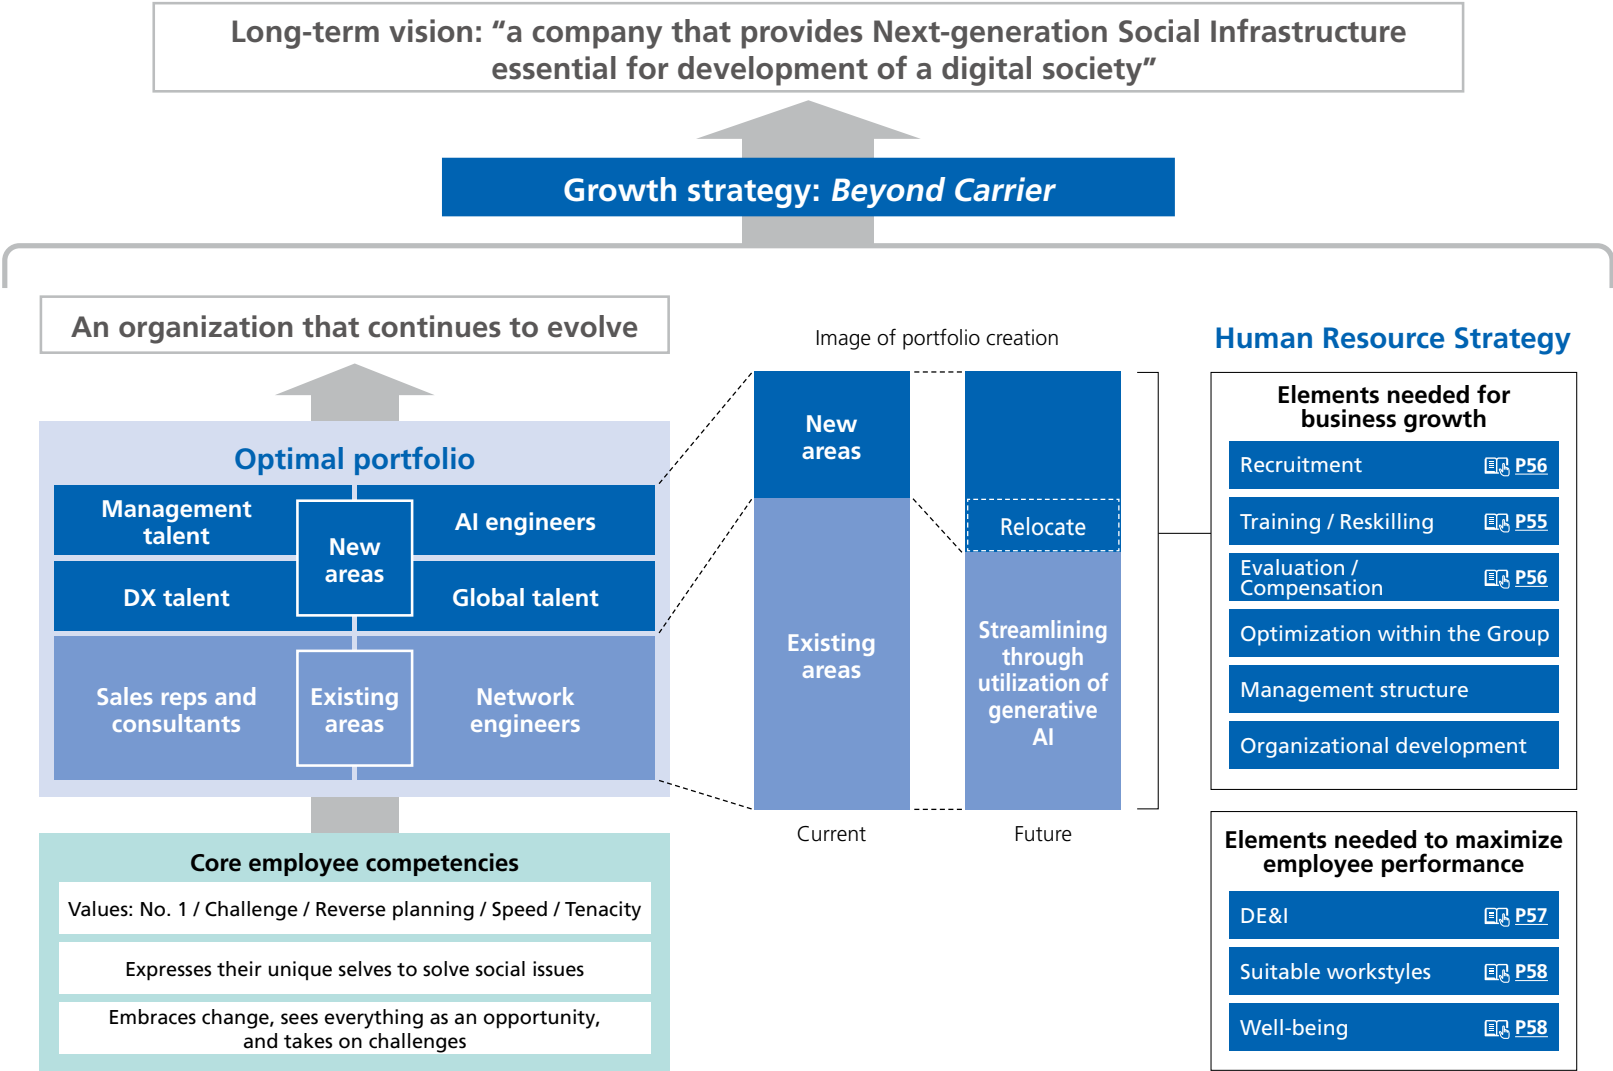 Long-term vision: “a company that provides Next-generation Social Infrastructure
essential for development of a digital society”
Growth strategy: Beyond Carrier
An organization that continues to evolve
Optimal portfolio
Management
talent
AI engineers
New
areas
DX talent
Global talent
Sales reps and
consultants
Existing
areas
Network
engineers
Core employee competencies
Values: No. 1 / Challenge / Reverse planning / Speed / Tenacity
Expresses their unique selves to solve social issues
Embraces change, sees everything as an opportunity,
and takes on challenges
Image of portfolio creation
New
areas
Existing
areas
Current
Relocate
Streamlining
through
utilization of
generative
AI
Future
Human Resource Strategy
Elements needed for
business growth
Recruitment P56
Training / Reskilling P55
Evaluation /
Compensation P56
Optimization within the Group
Management structure
Organizational development
Elements needed to maximize
employee performance
DE&I P57
Suitable workstyles P58
Well-being P58